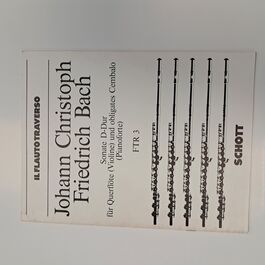 IL FLAUTO TRAVERSO
Johann Christoph
Friedrich Bach
Sonate D-Dur
für Querflöte (Violine) und obligates Cembalo
(Pianoforte)
FTR 3
SCHOTT